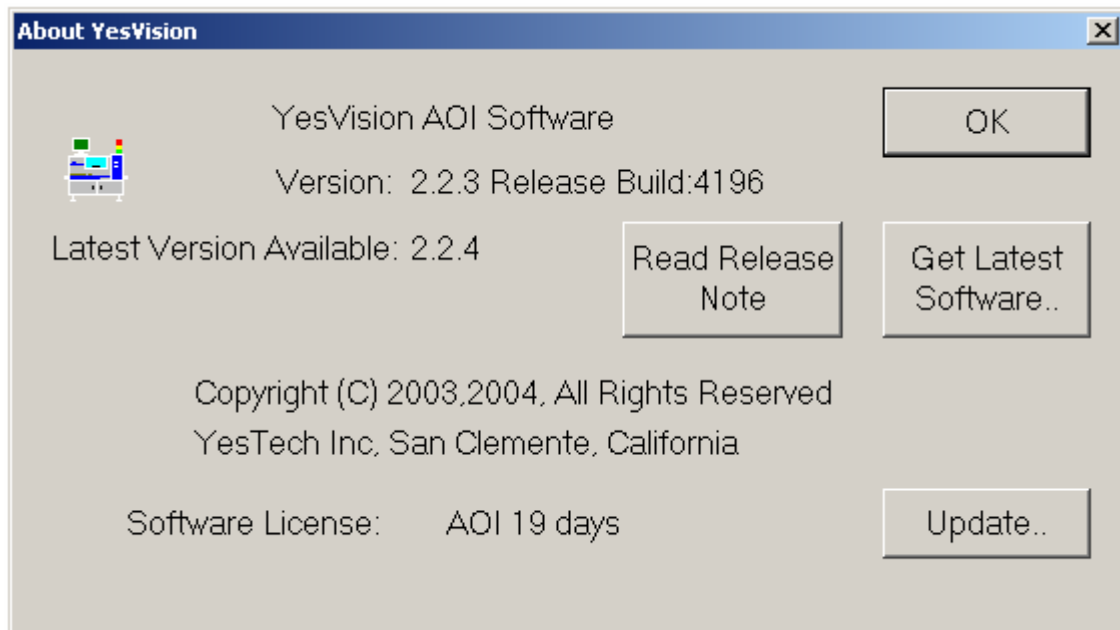 About YesVision
YesVision AOI Software
OK
Version: 2.2.3 Release Build:4196
Latest Version Available: 2.2.4
Read Release
Note
Get Latest
Software..
Copyright (C) 2003,2004, All Rights Reserved
YesTech Inc, San Clemente, California
Software License: AOI 19 days
Update..